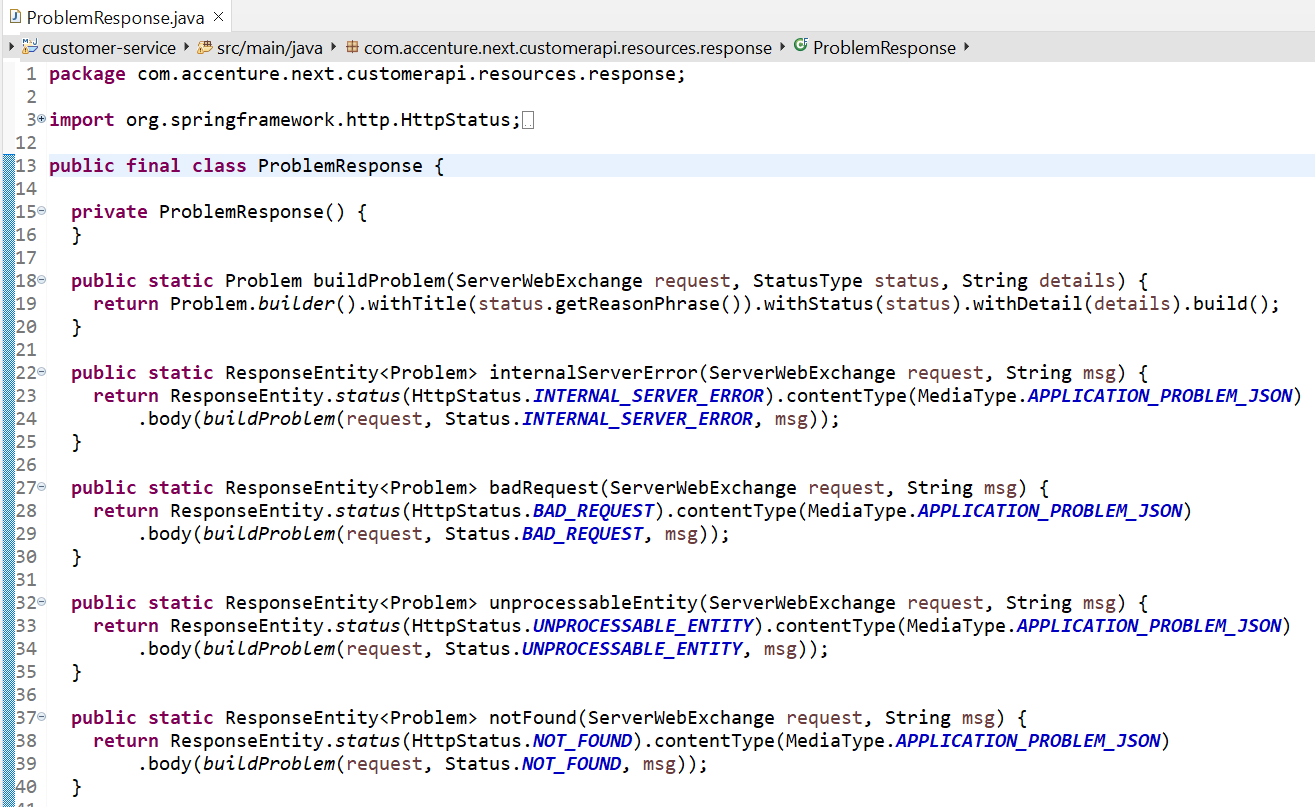 ProblemResponse.java
customer-service src/main/java com.accenture.next.customerapi.resources.response ProblemResponse
1 package com.accenture.next.customerapi.resources.response;
2
3 import org.springframework.http.HttpStatus;
12
13 public final class ProblemResponse {
14
15   private ProblemResponse() {
16   }
17
18   public static Problem buildProblem(ServerWebExchange request, StatusType status, String details) {
19     return Problem.builder().withTitle(status.getReasonPhrase()).withStatus(status).withDetail(details).build();
20   }
21
22   public static ResponseEntity<Problem> internalServerError(ServerWebExchange request, String msg) {
23     return ResponseEntity.status(HttpStatus.INTERNAL_SERVER_ERROR).contentType(MediaType.APPLICATION_PROBLEM_JSON)
24         .body(buildProblem(request, Status.INTERNAL_SERVER_ERROR, msg));
25   }
26
27   public static ResponseEntity<Problem> badRequest(ServerWebExchange request, String msg) {
28     return ResponseEntity.status(HttpStatus.BAD_REQUEST).contentType(MediaType.APPLICATION_PROBLEM_JSON)
29         .body(buildProblem(request, Status.BAD_REQUEST, msg));
30   }
31
32   public static ResponseEntity<Problem> unprocessableEntity(ServerWebExchange request, String msg) {
33     return ResponseEntity.status(HttpStatus.UNPROCESSABLE_ENTITY).contentType(MediaType.APPLICATION_PROBLEM_JSON)
34         .body(buildProblem(request, Status.UNPROCESSABLE_ENTITY, msg));
35   }
36
37   public static ResponseEntity<Problem> notFound(ServerWebExchange request, String msg) {
38     return ResponseEntity.status(HttpStatus.NOT_FOUND).contentType(MediaType.APPLICATION_PROBLEM_JSON)
39         .body(buildProblem(request, Status.NOT_FOUND, msg));
40   }